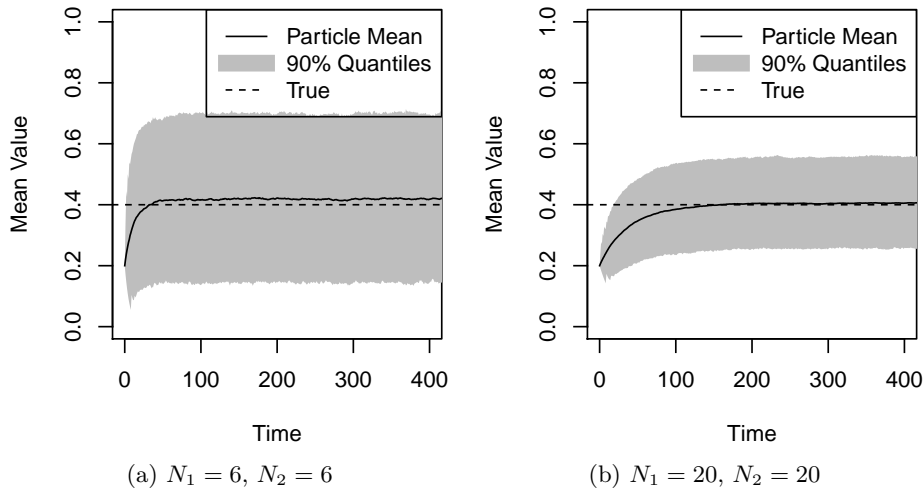 1.0
0.8
0.6
0.4
0.2
0.0
Mean Value
Particle Mean
90% Quantiles
True
0 100 200 300 400
Time
(a) N₁ = 6, N₂ = 6
1.0
0.8
0.6
0.4
0.2
0.0
Mean Value
Particle Mean
90% Quantiles
True
0 100 200 300 400
Time
(b) N₁ = 20, N₂ = 20